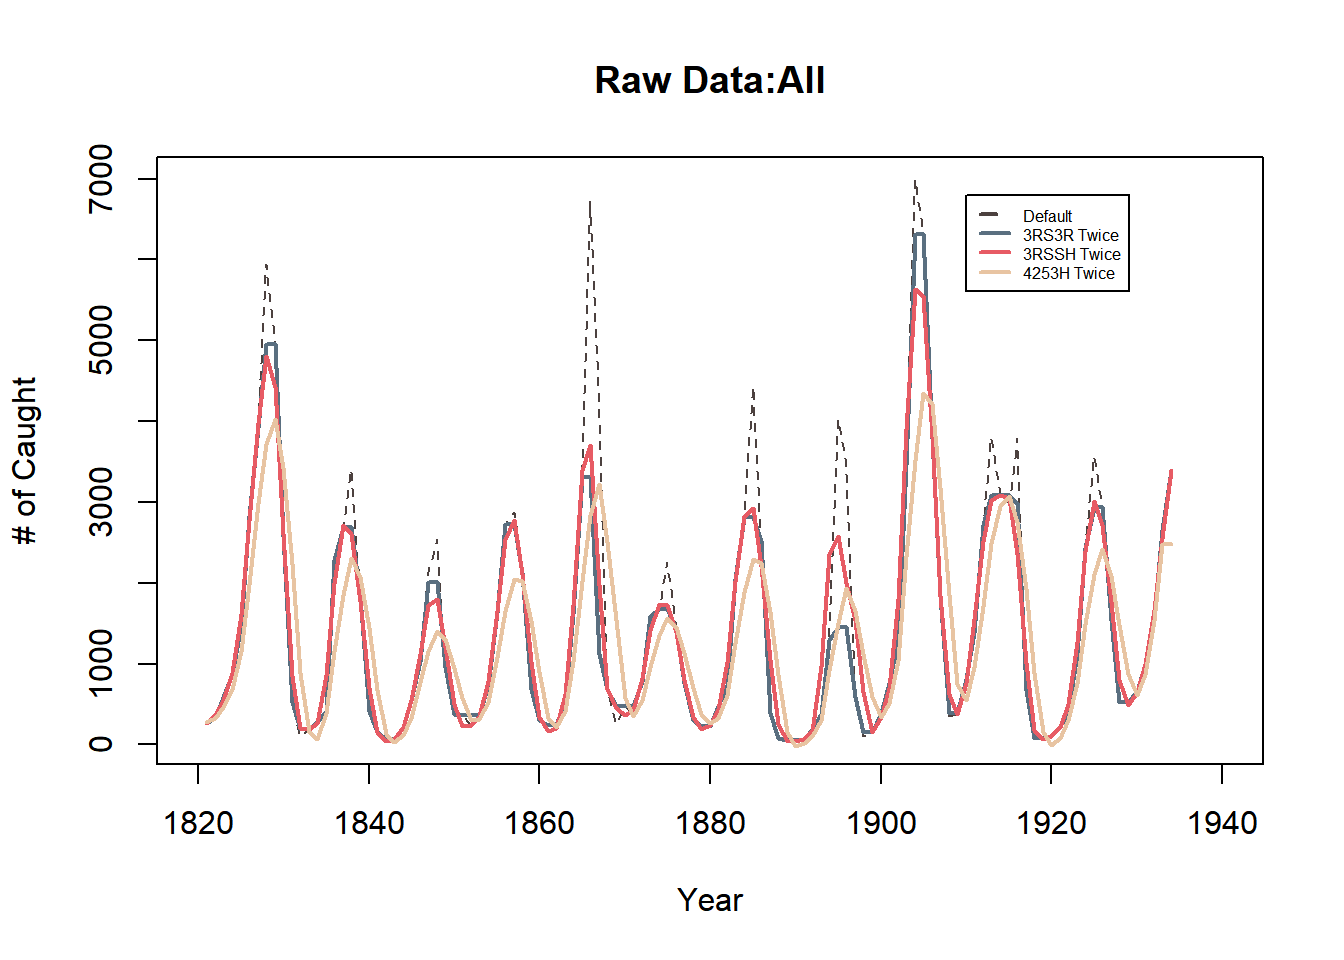 Raw Data:All
# of Caught
7000
5000
3000
1000
0
Default
3RS3R Twice
3RSSH Twice
4253H Twice
1820 1840 1860 1880 1900 1920 1940
Year